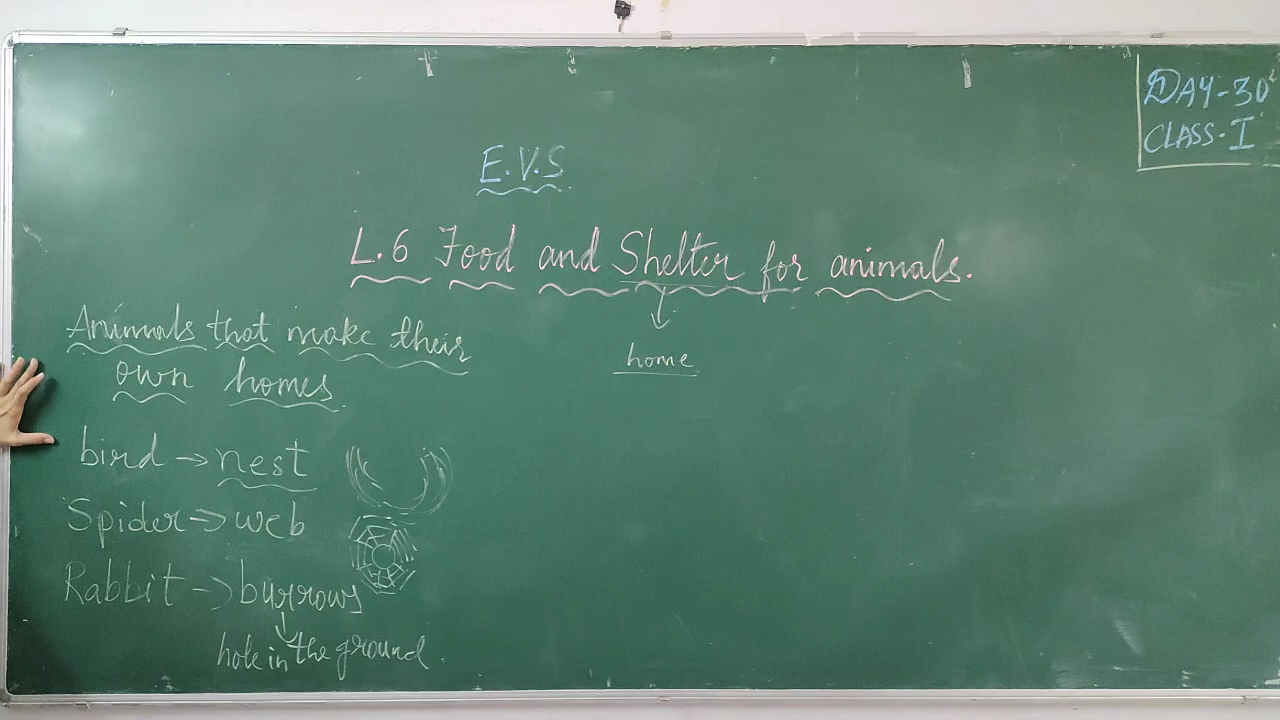 DAY-30
CLASS-I
E.V.S
L.6 Food and Shelter for animals.
home
Animals that make their
own homes
bird → nest
Spider → web
Rabbit → burrows
hole in the ground.